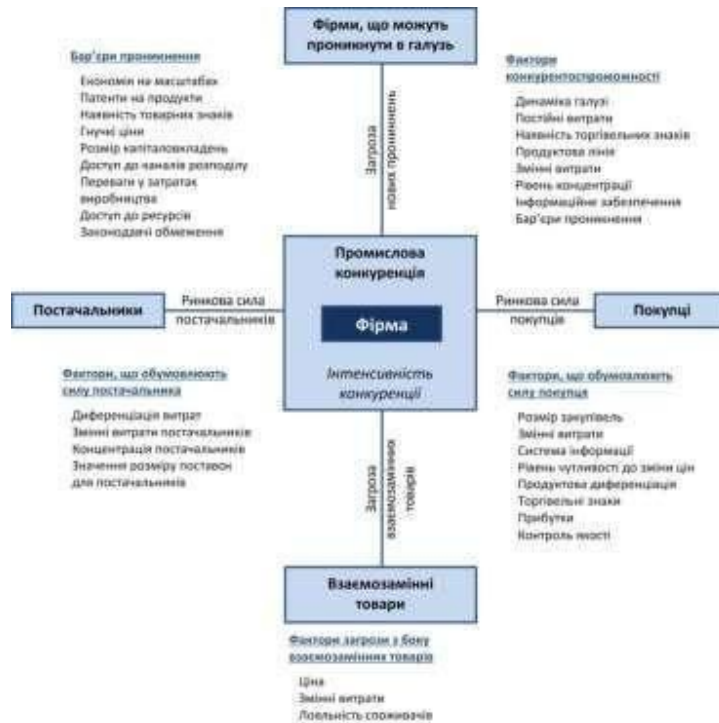 Фірми, що можуть
проникнути в галузь
Бар'єри проникнення
Економія на масштабах
Патенти на продукти
Наявність товарних знаків
Гнучкі ціни
Розмір капіталовкладень
Доступ до каналів розподілу
Перевати у затратак
виробництва
Доступ до ресурсів
Законодавчі обмеження
Загроза
нових проникнень
Фактори
конкурентоспроможності
Динаміка галузі
Постійні витрати
Наявність торгівельних знаків
Продуктова лінія
Змінні витрати
Рівень концентрації
Інформаційне забезпечення
Бар'єри проникнення
Промислова
конкуренція
Фірма
Інтенсивність
конкуренції
Постачальники
Ринкова сила
постачальників
Ринкова сила
покупців
Покупці
Фактори, що обумовлюють
силу постачальника
Диференціація витрат
Змінні витрати постачальників
Концентрація постачальників
Значення розміру поставок
для постачальників
Загроза
взаємозамінних
товарів
Фактори, що обумовлюють
силу покупця
Розмір закупівель
Змінні витрати
Система інформації
Рівень чутливості до зміни цін
Продуктова диференціація
Торгівельні знаки
Прибутки
Контроль якості
Взаємозамінні
товари
Фактори загрози з боку
взаємозамінних товарів
Ціна
Змінні витрати
Лояльність споживачів